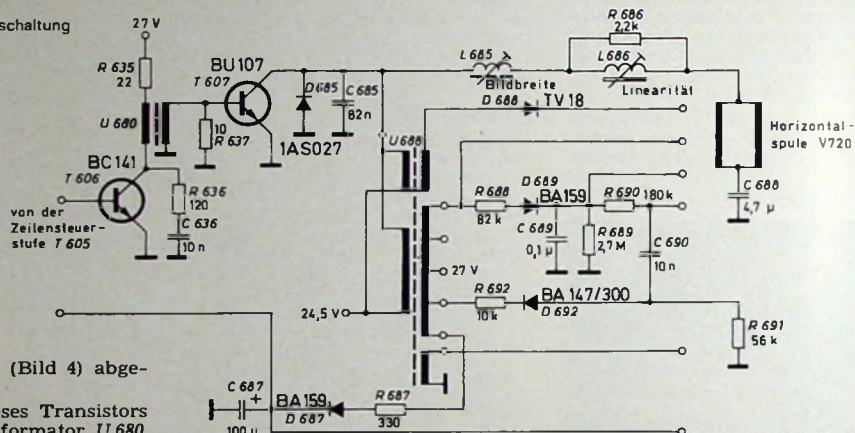 schaltung
27 V
R 635
22
BU107
T 607
U 680
10
R 637
BC141
T 606
R 636
120
C 636
10 n
von der
Zeilensteuer-
stufe T 605
D 685
C 685
82n
1AS027
L 685
Bildbreite
R 686
2,2k
L 686
Linearität
D 688
TV 18
U 688
Horizontal-
spule V720
C 688
4,7 μ
R 688
82 k
D 689
BA159
R 690
180k
C 689
0,1 μ
R 689
2,7 M
C 690
10 n
27 V
24,5 V
R 692
10 k
BA 147/300
D 692
R 691
56 k
(Bild 4) abge-
eses Transistors
formator U 680
C 687
+
100 μ
BA159
D 687
R 687
330